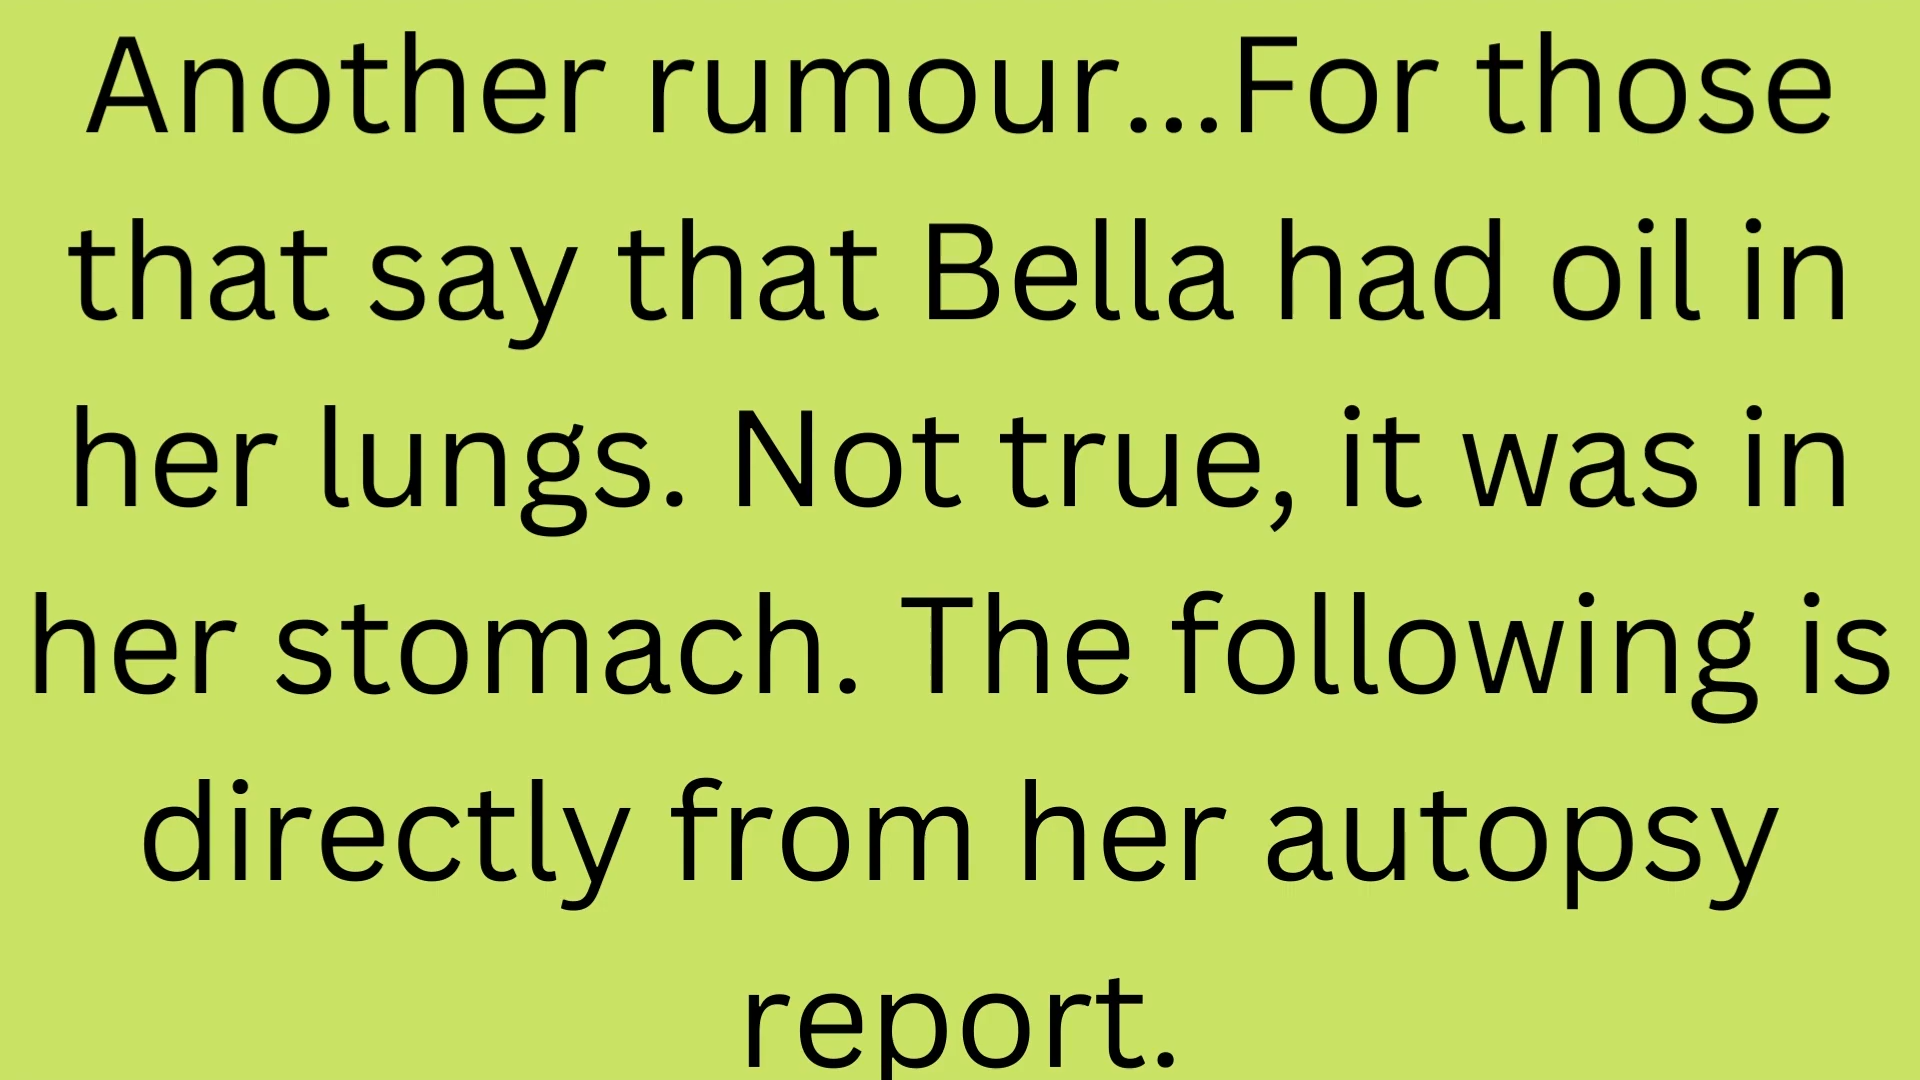 Another rumour...For those
that say that Bella had oil in
her lungs. Not true, it was in
her stomach. The following is
directly from her autopsy
report.